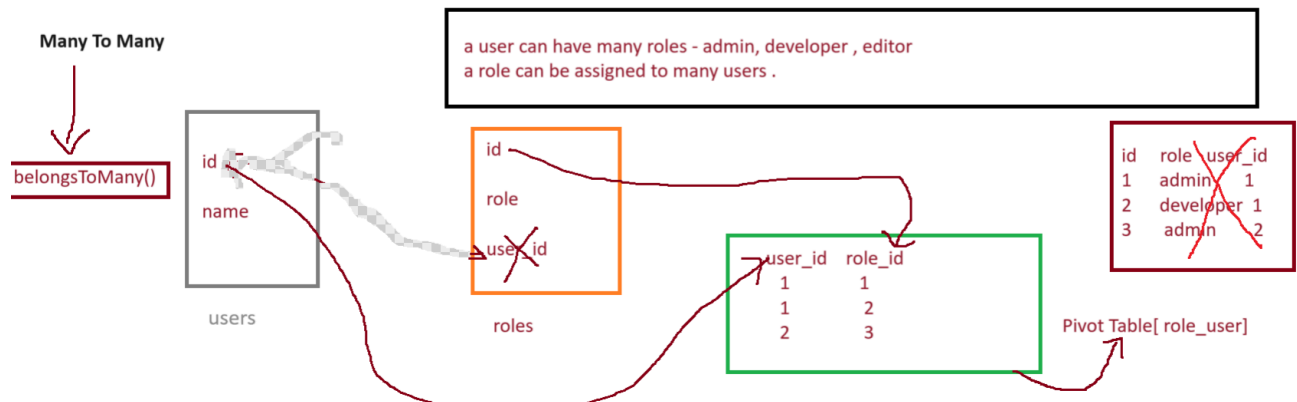 Many To Many
a user can have many roles - admin, developer , editor
a role can be assigned to many users .
belongsToMany()
id
name
users
id
role
user_id
roles
user_id role_id
1 1
1 2
2 3
id role user_id
1 admin 1
2 developer 1
3 admin 2
Pivot Table[ role_user]